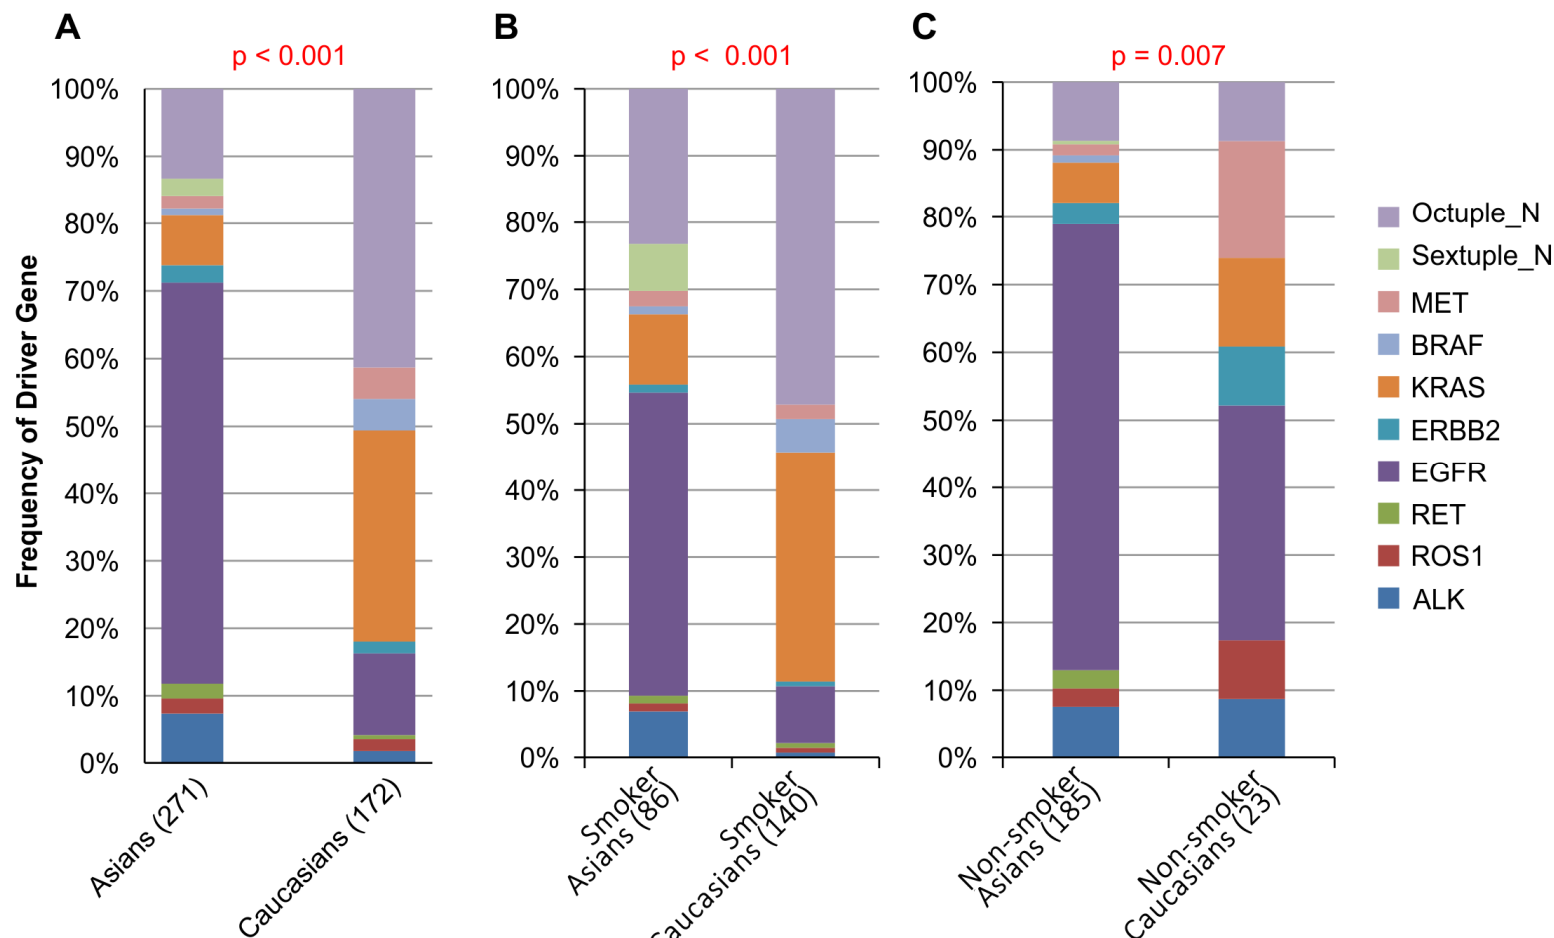 A
p < 0.001
100%
90%
80%
70%
60%
50%
40%
30%
20%
10%
0%
Frequency of Driver Gene
Asians (271)
Caucasians (172)
B
p < 0.001
100%
90%
80%
70%
60%
50%
40%
30%
20%
10%
0%
Smoker
Asians (86)
Smoker
Caucasians (140)
C
p = 0.007
100%
90%
80%
70%
60%
50%
40%
30%
20%
10%
0%
Non-smoker
Asians (185)
Non-smoker
Caucasians (23)
Octuple_N
Sextuple_N
MET
BRAF
KRAS
ERBB2
EGFR
RET
ROS1
ALK